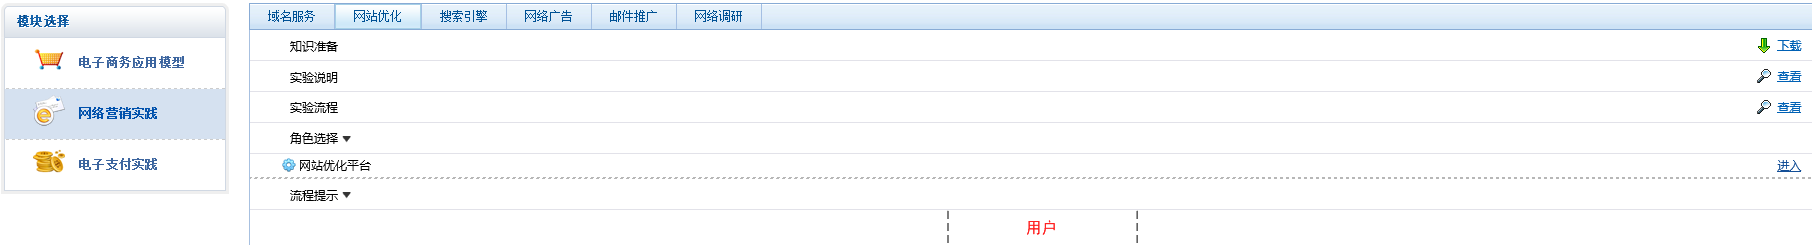 模块选择
电子商务应用模型
网络营销实践
电子支付实践
域名服务 网站优化 搜索引擎 网络广告 邮件推广 网络调研
知识准备 下载
实验说明 查看
实验流程 查看
角色选择
网站优化平台 进入
流程提示
用户